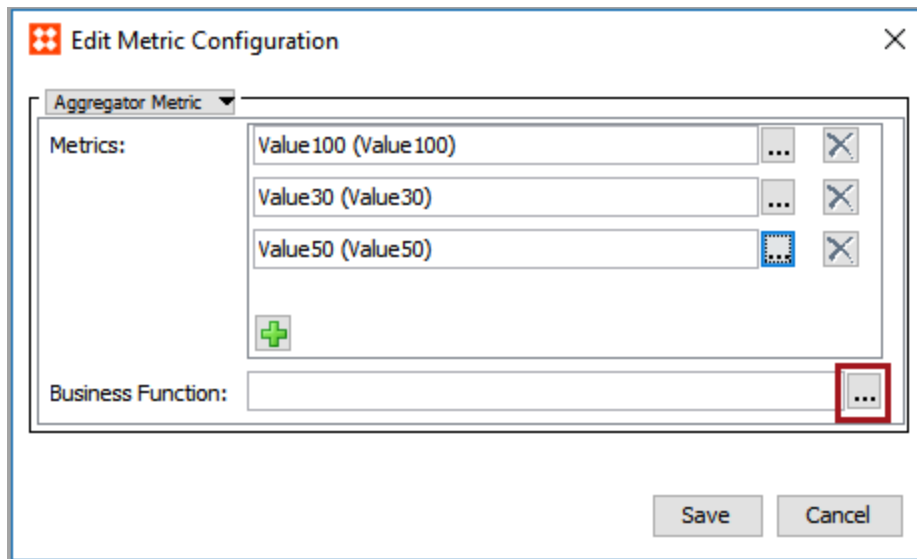 Edit Metric Configuration
Aggregator Metric
Metrics:
Value100 (Value100)
...
Value30 (Value30)
...
Value50 (Value50)
...
Business Function:
...
Save
Cancel